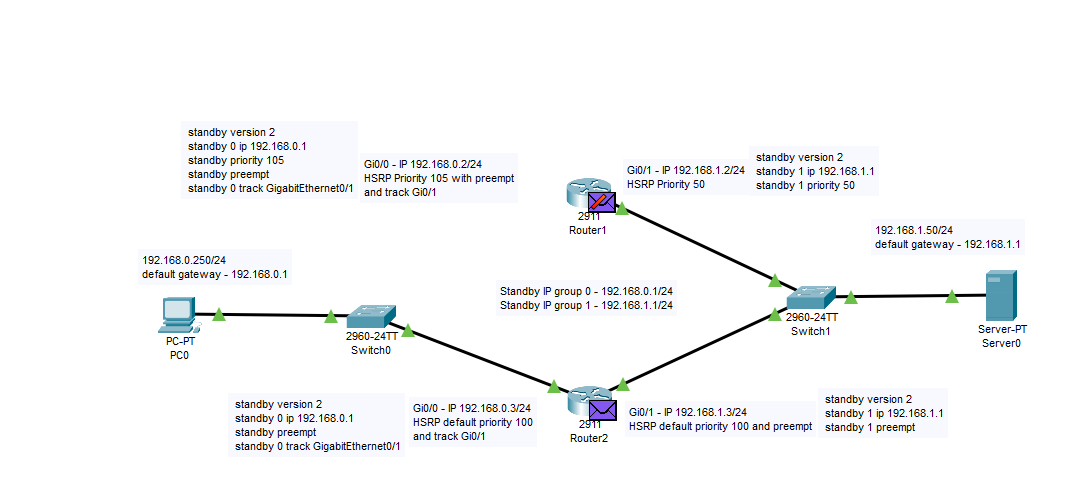 standby version 2
standby 0 ip 192.168.0.1
standby priority 105
standby preempt
standby 0 track GigabitEthernet0/1
Gi0/0 - IP 192.168.0.2/24
HSRP Priority 105 with preempt
and track Gi0/1
2911
Router1
Gi0/1 - IP 192.168.1.2/24
HSRP Priority 50
standby version 2
standby 1 ip 192.168.1.1
standby 1 priority 50
192.168.1.50/24
default gateway - 192.168.1.1
192.168.0.250/24
default gateway - 192.168.0.1
Standby IP group 0 - 192.168.0.1/24
Standby IP group 1 - 192.168.1.1/24
PC-PT
PC0
2960-24TT
Switch0
2960-24TT
Switch1
Server-PT
Server0
standby version 2
standby 0 ip 192.168.0.1
standby preempt
standby 0 track GigabitEthernet0/1
Gi0/0 - IP 192.168.0.3/24
HSRP default priority 100
and track Gi0/1
2911
Router2
Gi0/1 - IP 192.168.1.3/24
HSRP default priority 100 and preempt
standby version 2
standby 1 ip 192.168.1.1
standby 1 preempt